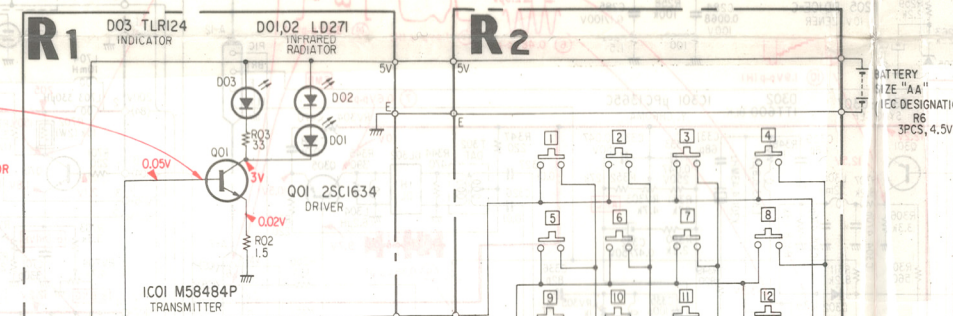 R1
D03 TLR124
INDICATOR
D01,02 LD271
INFRARED
RADIATOR
R2
5V
5V
D03
D02
D01
R03
33
E
E
BATTERY
SIZE "AA"
R6
3PCS, 4.5V
Q01
0.05V
3V
Q01 2SC1634
DRIVER
0.02V
R02
1.5
IC01 M58484P
TRANSMITTER
1
2
3
4
5
6
7
8
9
10
11
12